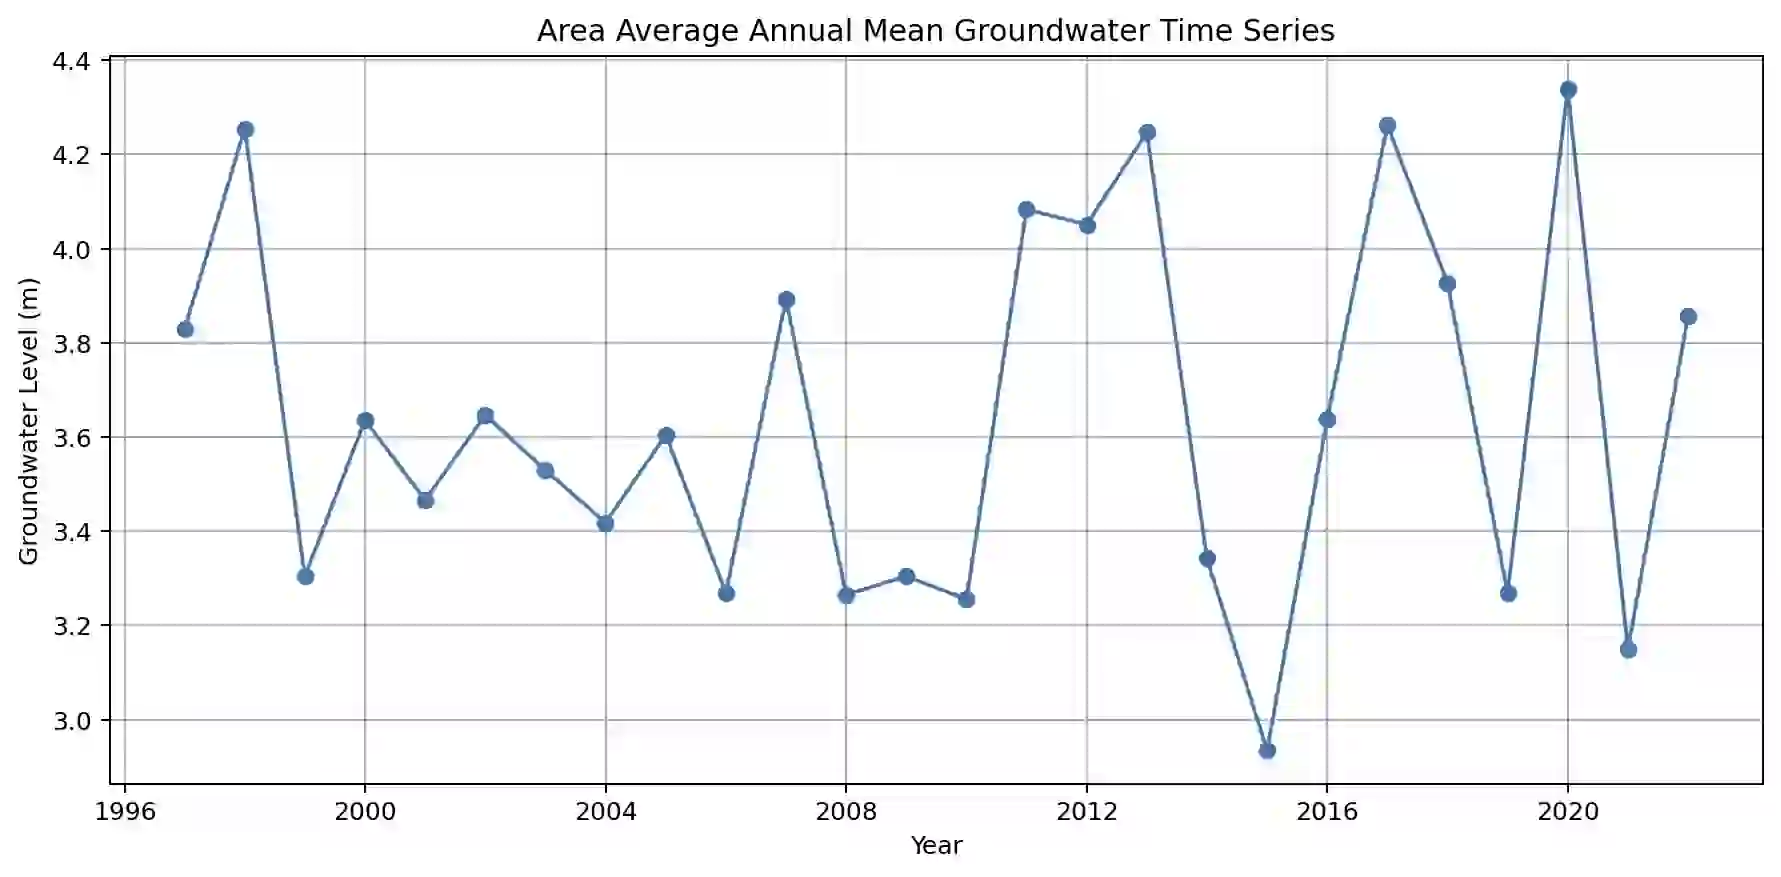 Area Average Annual Mean Groundwater Time Series
4.4
4.2
4.0
3.8
3.6
3.4
3.2
3.0
Groundwater Level (m)
1996 2000 2004 2008 2012 2016 2020
Year